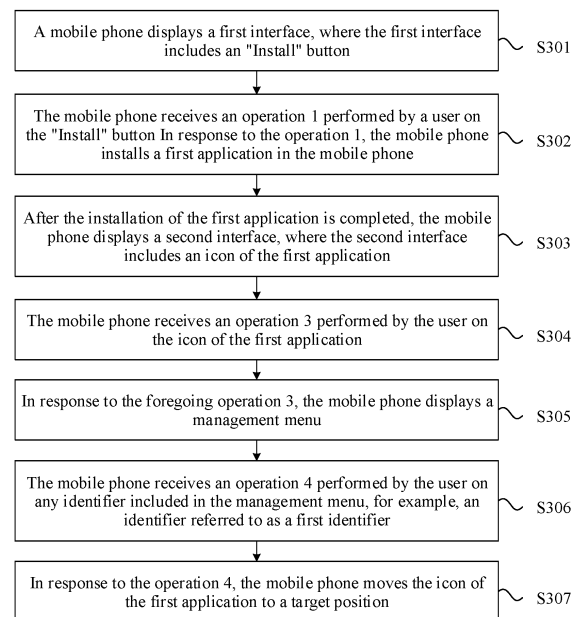 A mobile phone displays a first interface, where the first interface
includes an "Install" button
S301
The mobile phone receives an operation 1 performed by a user on
the "Install" button In response to the operation 1, the mobile phone
installs a first application in the mobile phone
S302
After the installation of the first application is completed, the mobile
phone displays a second interface, where the second interface
includes an icon of the first application
S303
The mobile phone receives an operation 3 performed by the user on
the icon of the first application
S304
In response to the foregoing operation 3, the mobile phone displays a
management menu
S305
The mobile phone receives an operation 4 performed by the user on
any identifier included in the management menu, for example, an
identifier referred to as a first identifier
S306
In response to the operation 4, the mobile phone moves the icon of
the first application to a target position
S307